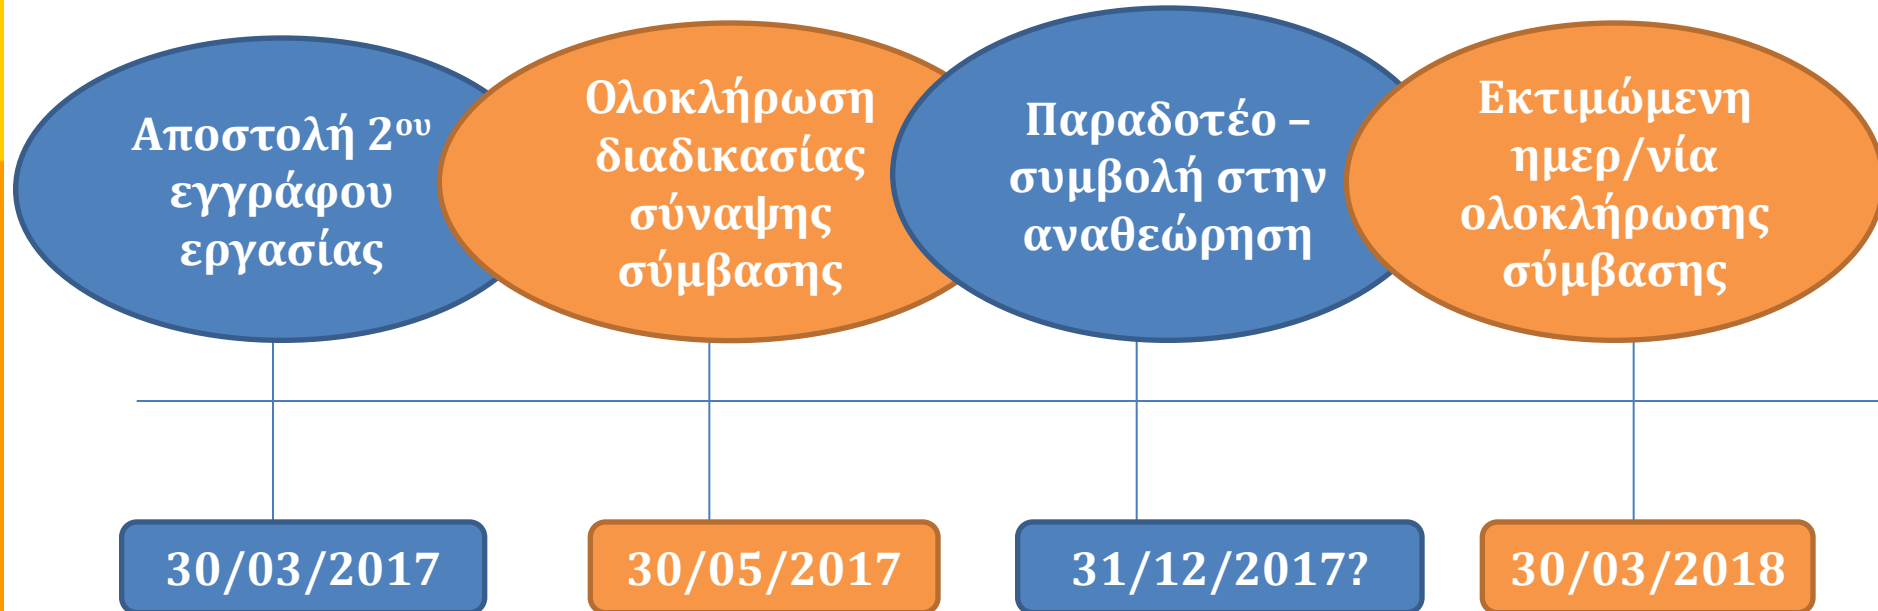 Αποστολή 2ου
εγγράφου
εργασίας
Ολοκλήρωση
διαδικασίας
σύναψης
σύμβασης
Παραδοτέο –
συμβολή στην
αναθεώρηση
Εκτιμώμενη
ημερ/νία
ολοκλήρωσης
σύμβασης
30/03/2017
30/05/2017
31/12/2017?
30/03/2018